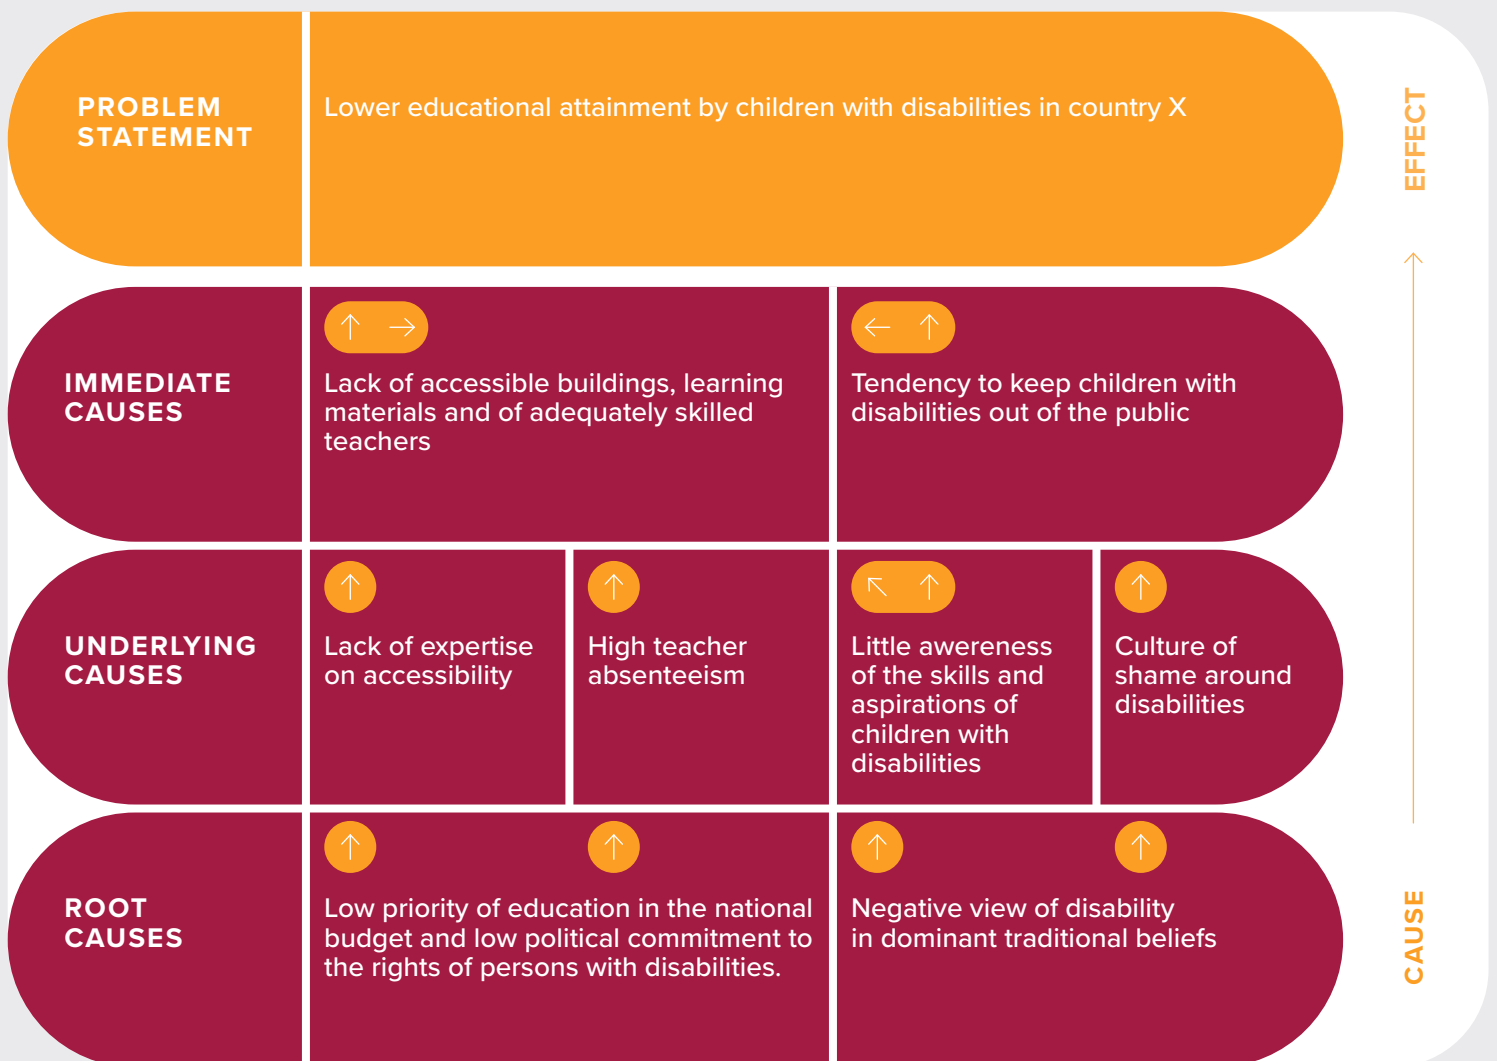 PROBLEM
STATEMENT
Lower educational attainment by children with disabilities in country X
EFFECT
IMMEDIATE
CAUSES
Lack of accessible buildings, learning
materials and of adequately skilled
teachers
Tendency to keep children with
disabilities out of the public
UNDERLYING
CAUSES
Lack of expertise
on accessibility
High teacher
absenteeism
Little awereness
of the skills and
aspirations of
children with
disabilities
Culture of
shame around
disabilities
ROOT
CAUSES
Low priority of education in the national
budget and low political commitment to
the rights of persons with disabilities.
Negative view of disability
in dominant traditional beliefs
CAUSE